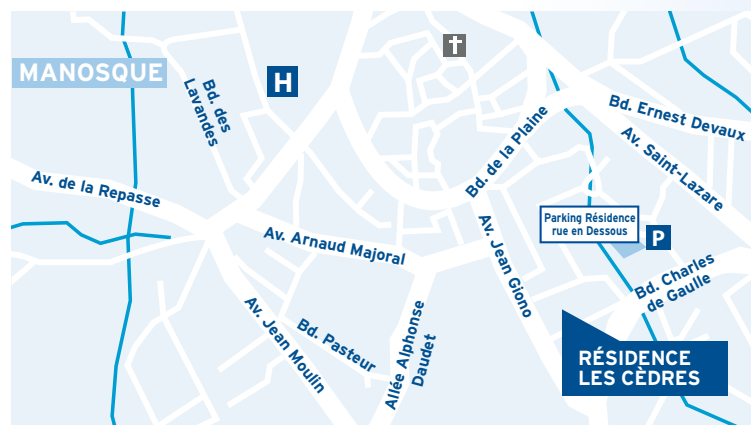 MANOSQUE
H
Bd. des
Lavandes
Bd. de la Plaine
Bd. Ernest Devaux
Av. Saint-Lazare
Av. de la Repasse
Av. Arnaud Majoral
Av. Jean Giono
Parking Résidence
rue en Dessous
P
Bd. Charles
de Gaulle
Av. Jean Moulin
Bd. Pasteur
Allée Alphonse
Daudet
RÉSIDENCE
LES CÈDRES